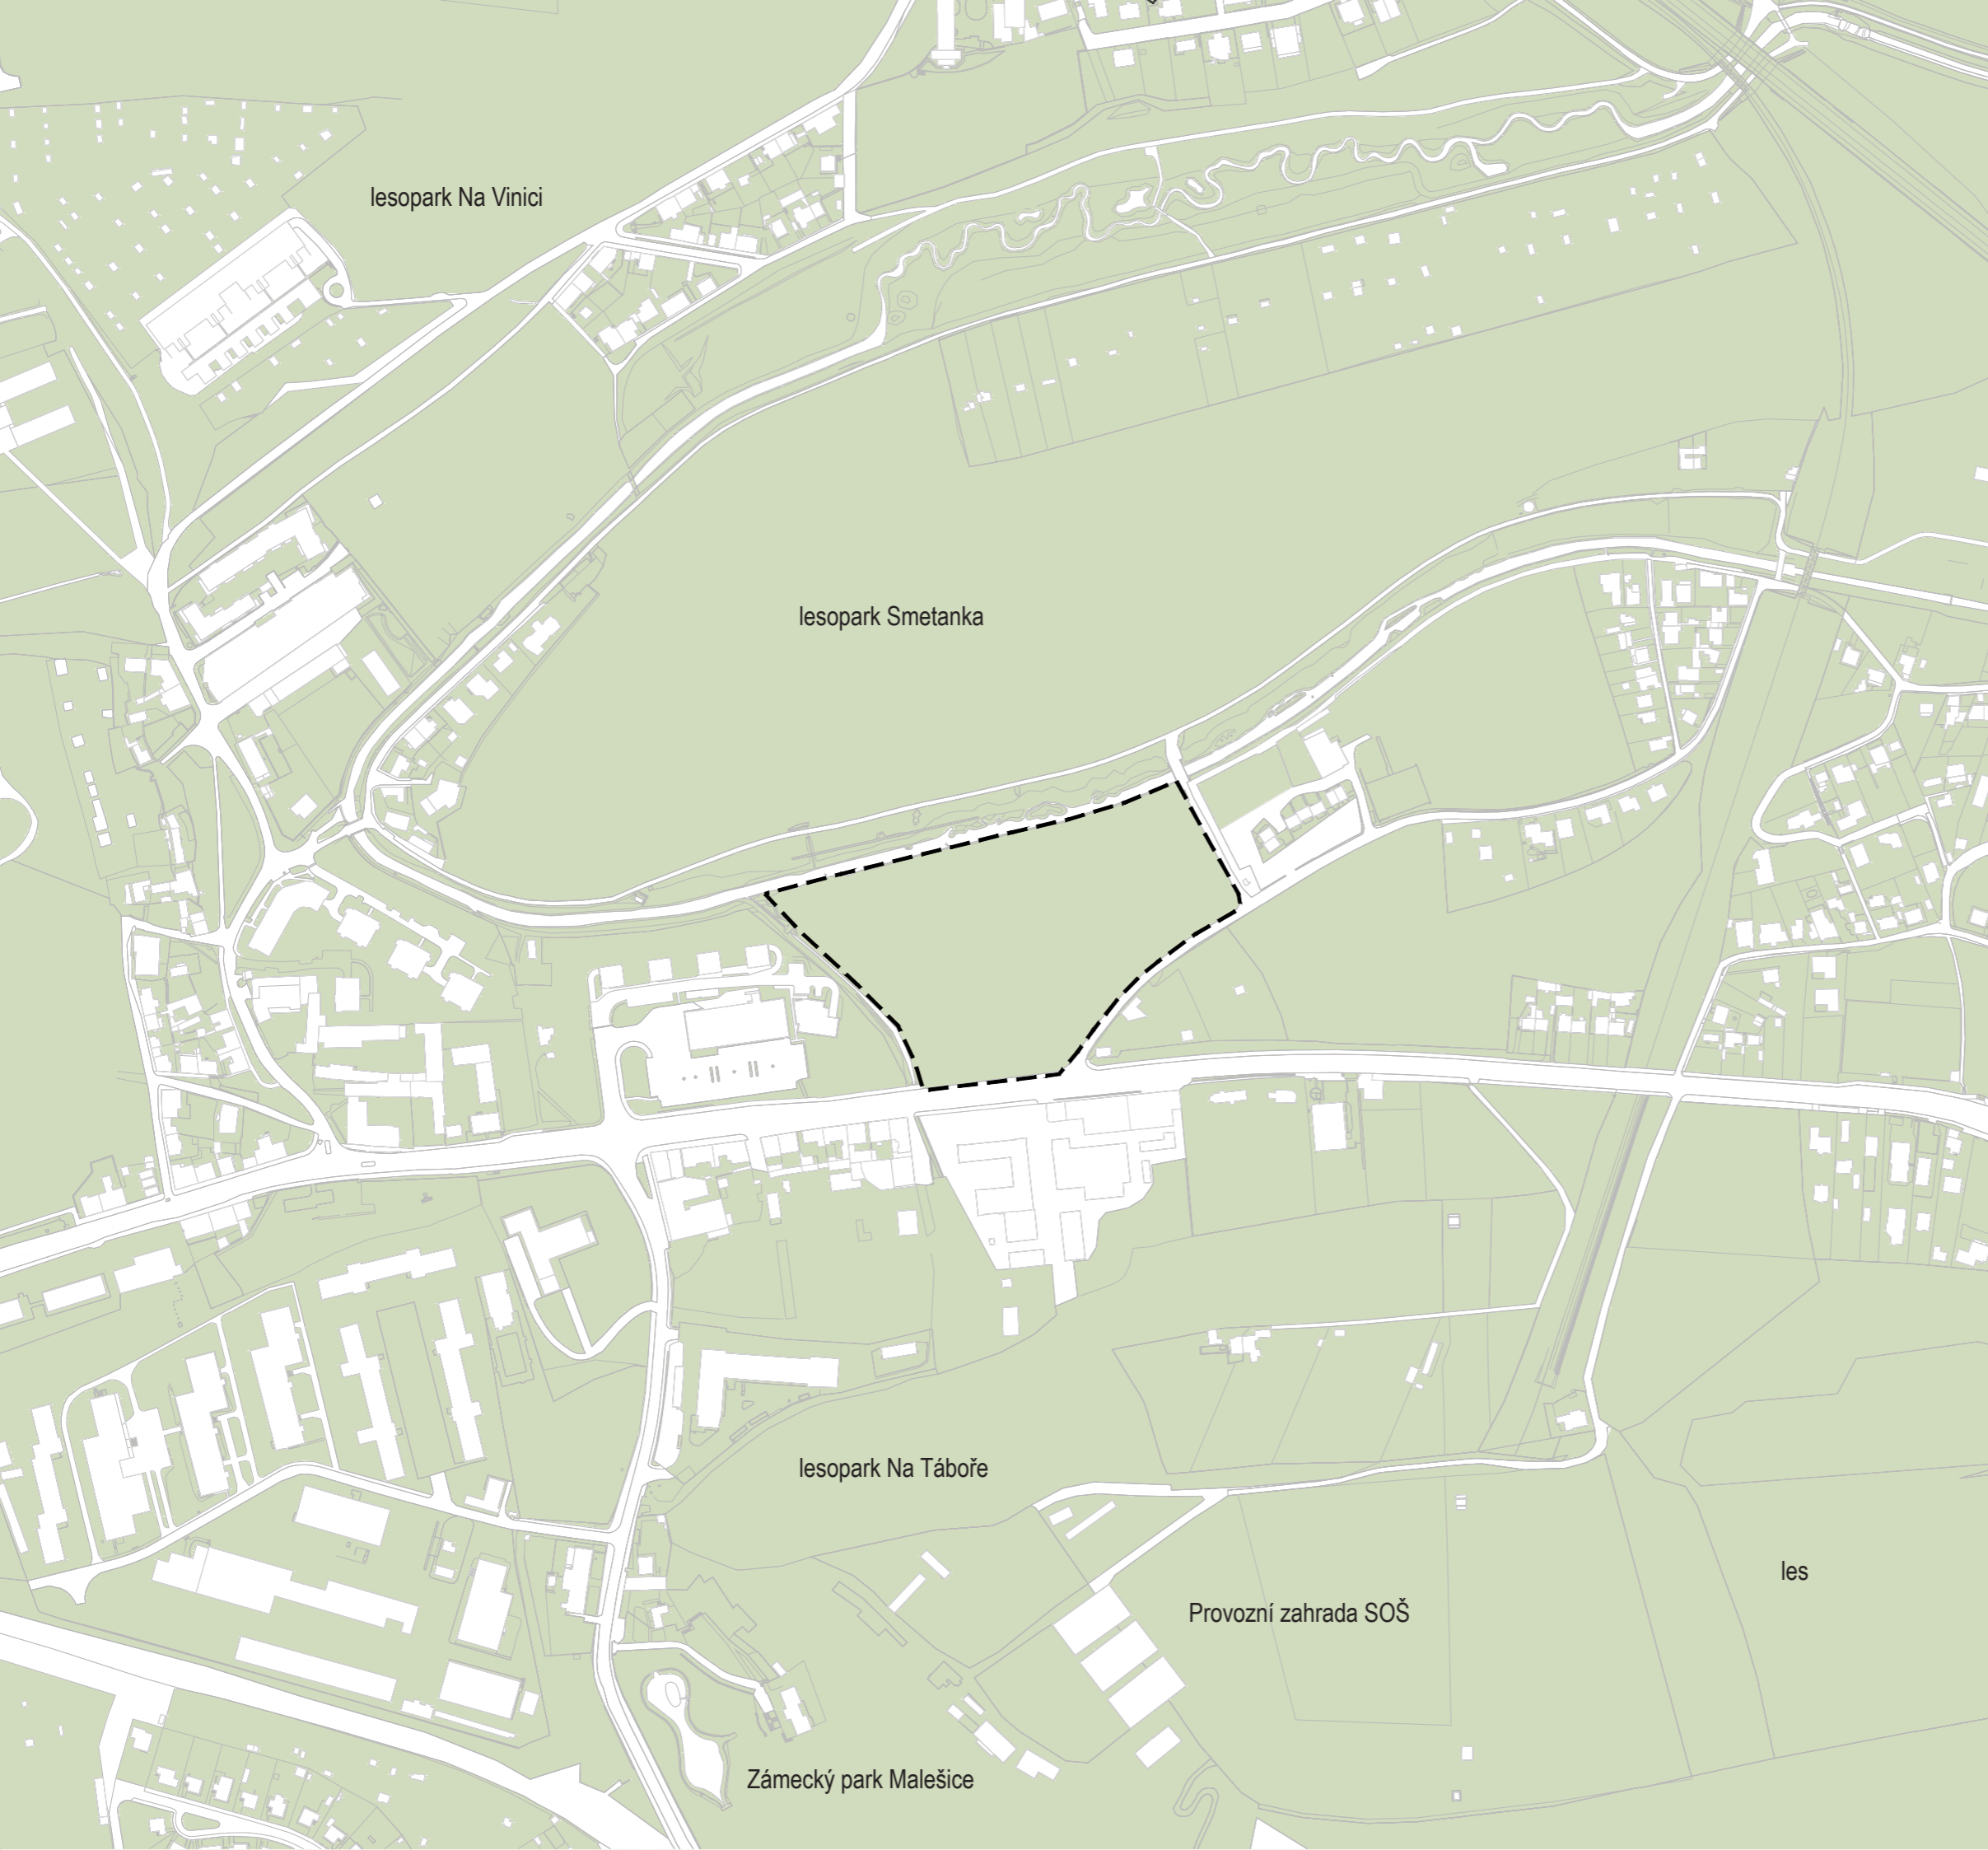 lesopark Na Vinici
lesopark Smetanka
lesopark Na Táboře
les
Provozní zahrada SOŠ
Zámecký park Malešice